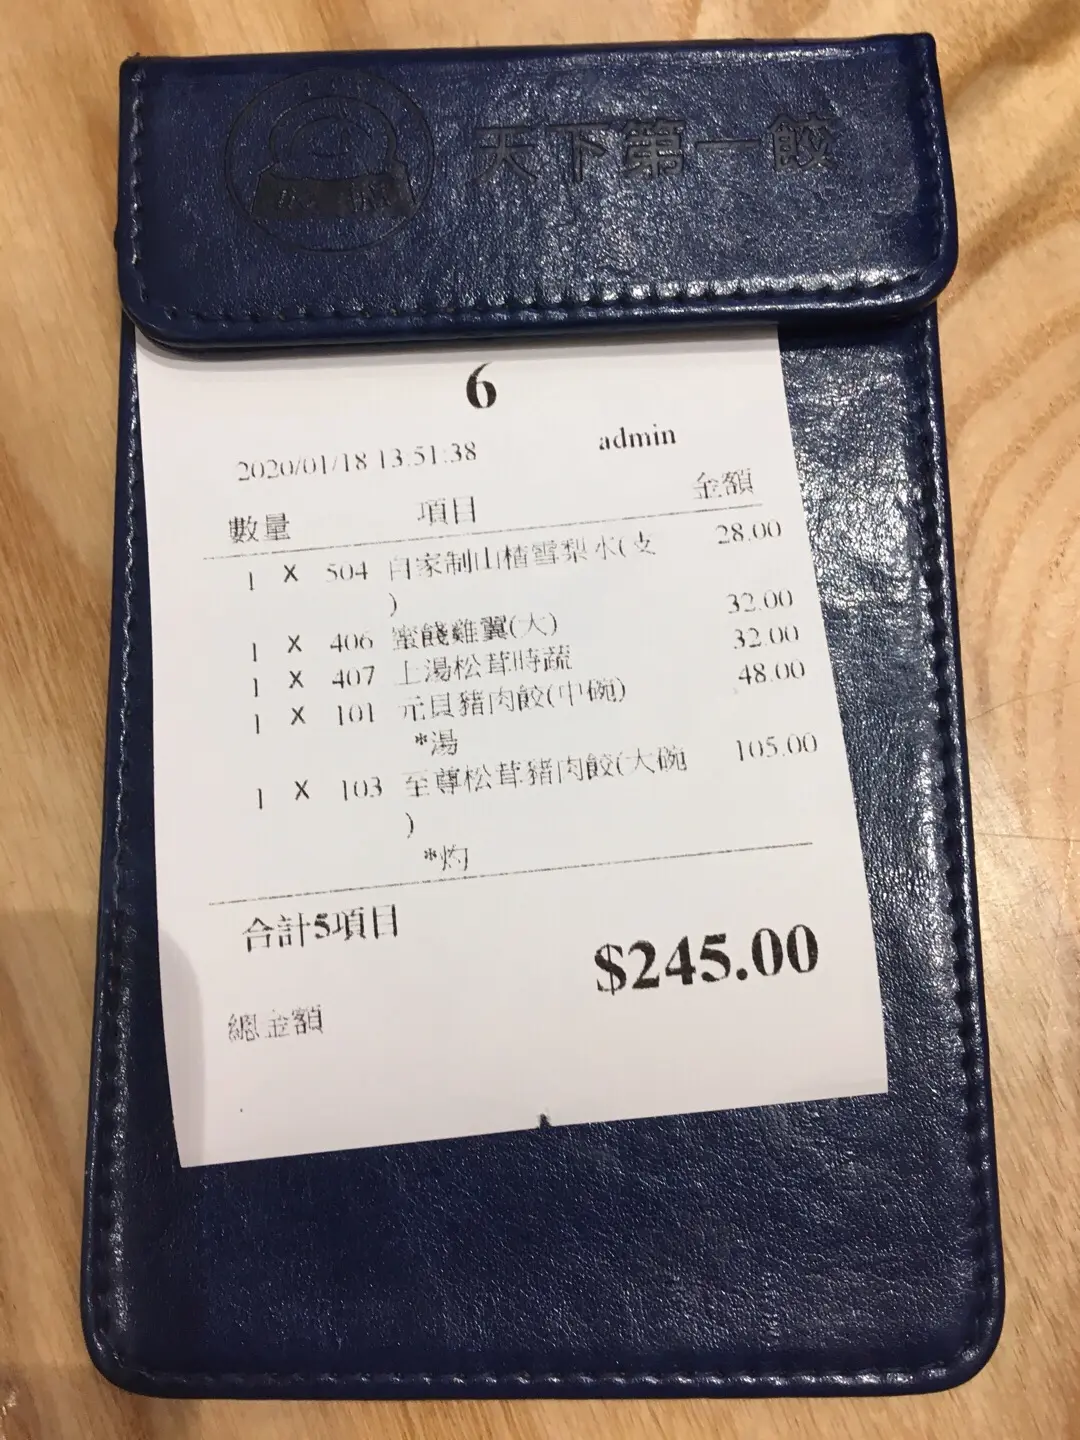 天下第一餃
6
2020/01/18 13:51:38 admin
數量 項目 金額
1 X 504 自家制山楂雪梨水(支 28.00
)
1 X 406 蜜餞雞翼(大) 32.00
1 X 407 上湯松茸時蔬 32.00
1 X 101 元貝豬肉餃(中碗) 48.00
*湯
1 X 103 至尊松茸豬肉餃(大碗 105.00
)
*灼
合計5項目
$245.00
總金額